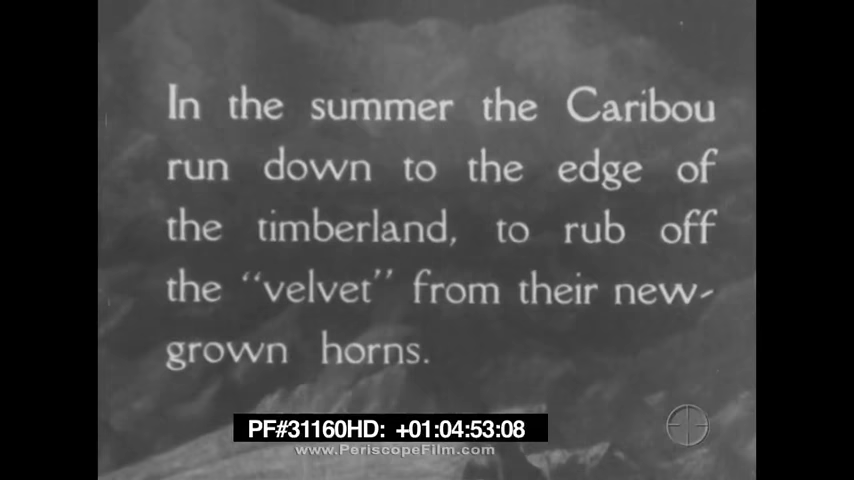 In the summer the Caribou
run down to the edge of
the timberland, to rub off
the “velvet” from their new-
grown horns.
PF#31160HD: +01:04:53:08
www.PeriscopeFilm.com